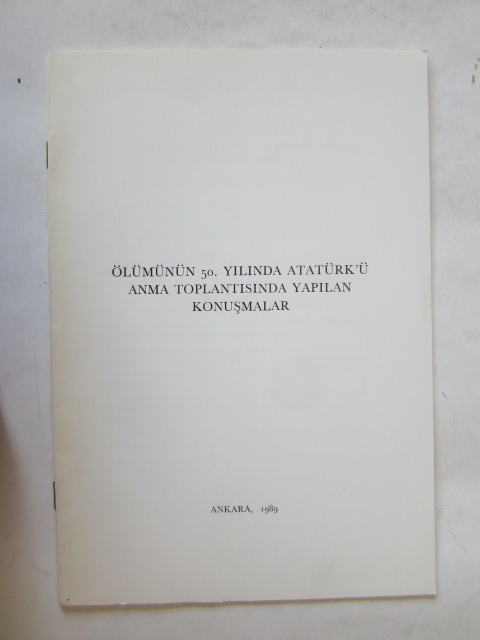 ÖLÜMÜNÜN 50. YILINDA ATATÜRK'Ü
ANMA TOPLANTISINDA YAPILAN
KONUŞMALAR
ANKARA, 1989